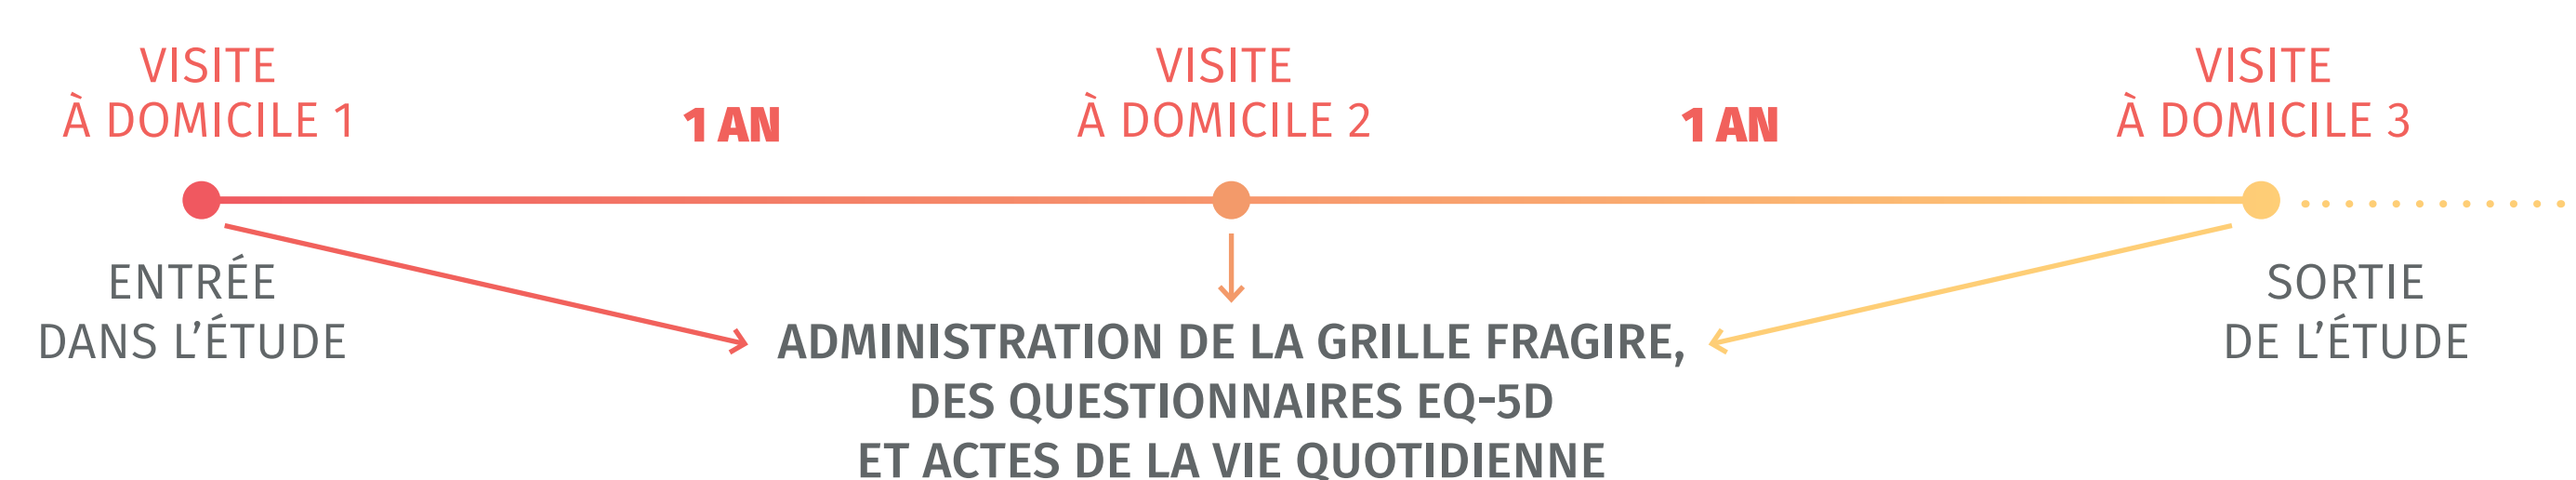 VISITE
À DOMICILE 1
1 AN
VISITE
À DOMICILE 2
1 AN
VISITE
À DOMICILE 3
ENTRÉE
DANS L’ÉTUDE
ADMINISTRATION DE LA GRILLE FRAGIRE,
DES QUESTIONNAIRES EQ-5D
ET ACTES DE LA VIE QUOTIDIENNE
SORTIE
DE L’ÉTUDE